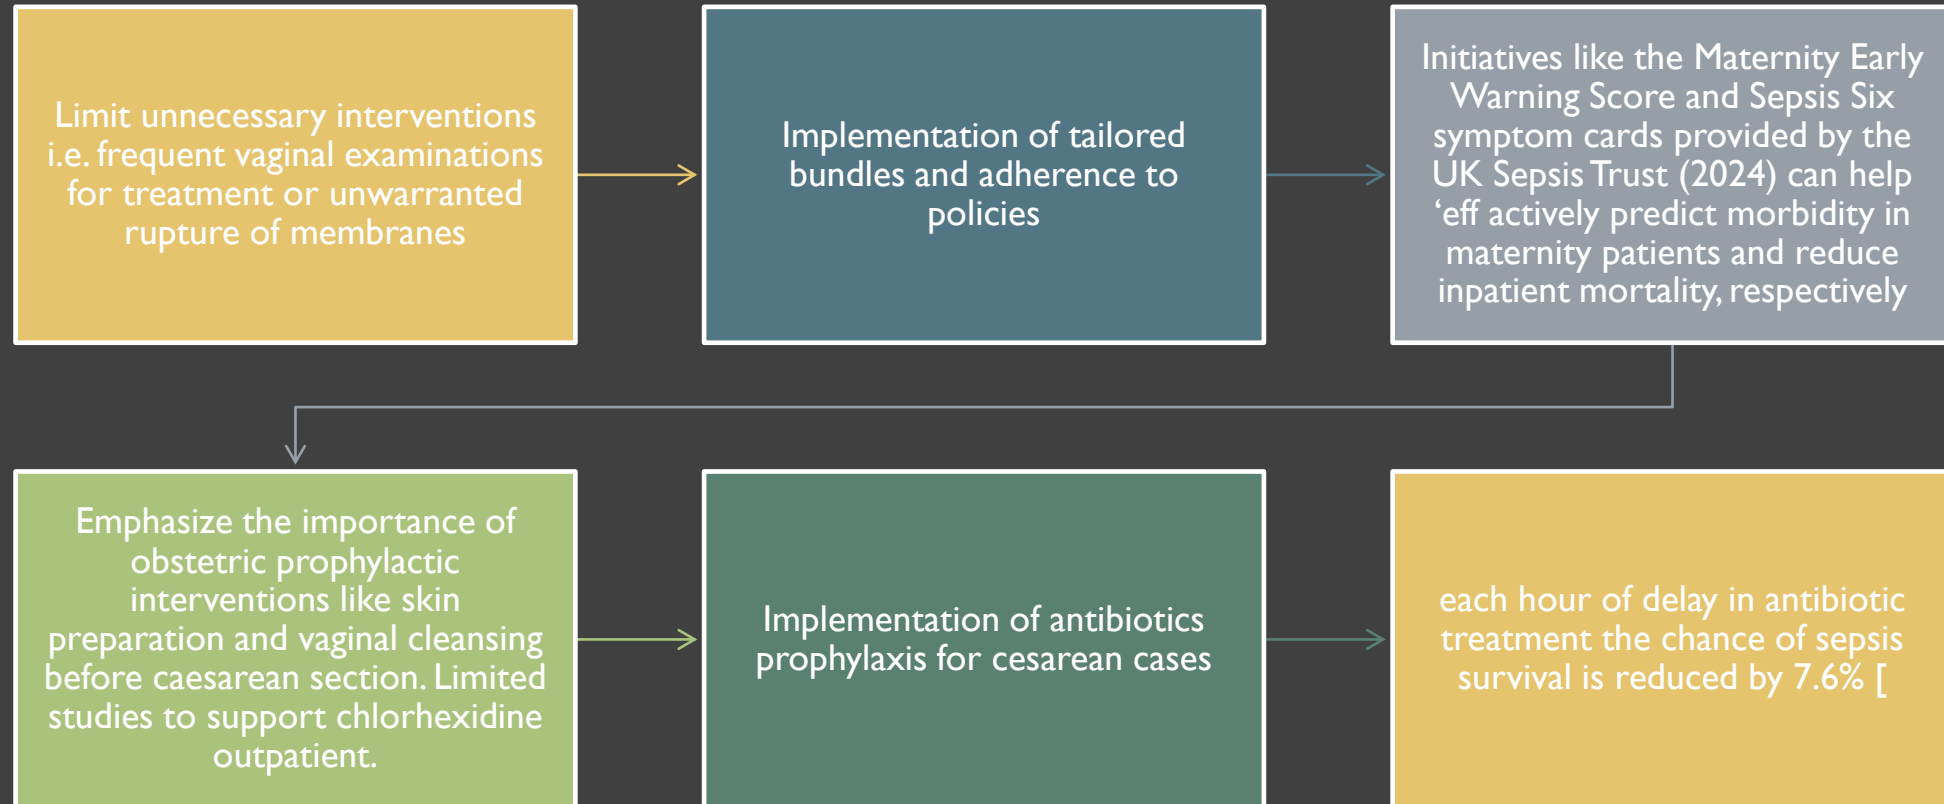 Limit unnecessary interventions
i.e. frequent vaginal examinations
for treatment or unwarranted
rupture of membranes
Implementation of tailored
bundles and adherence to
policies
Initiatives like the Maternity Early
Warning Score and Sepsis Six
symptom cards provided by the
UK Sepsis Trust (2024) can help
‘eff actively predict morbidity in
maternity patients and reduce
inpatient mortality, respectively
Emphasize the importance of
obstetric prophylactic
interventions like skin
preparation and vaginal cleansing
before caesarean section. Limited
studies to support chlorhexidine
outpatient.
Implementation of antibiotics
prophylaxis for cesarean cases
each hour of delay in antibiotic
treatment the chance of sepsis
survival is reduced by 7.6% [